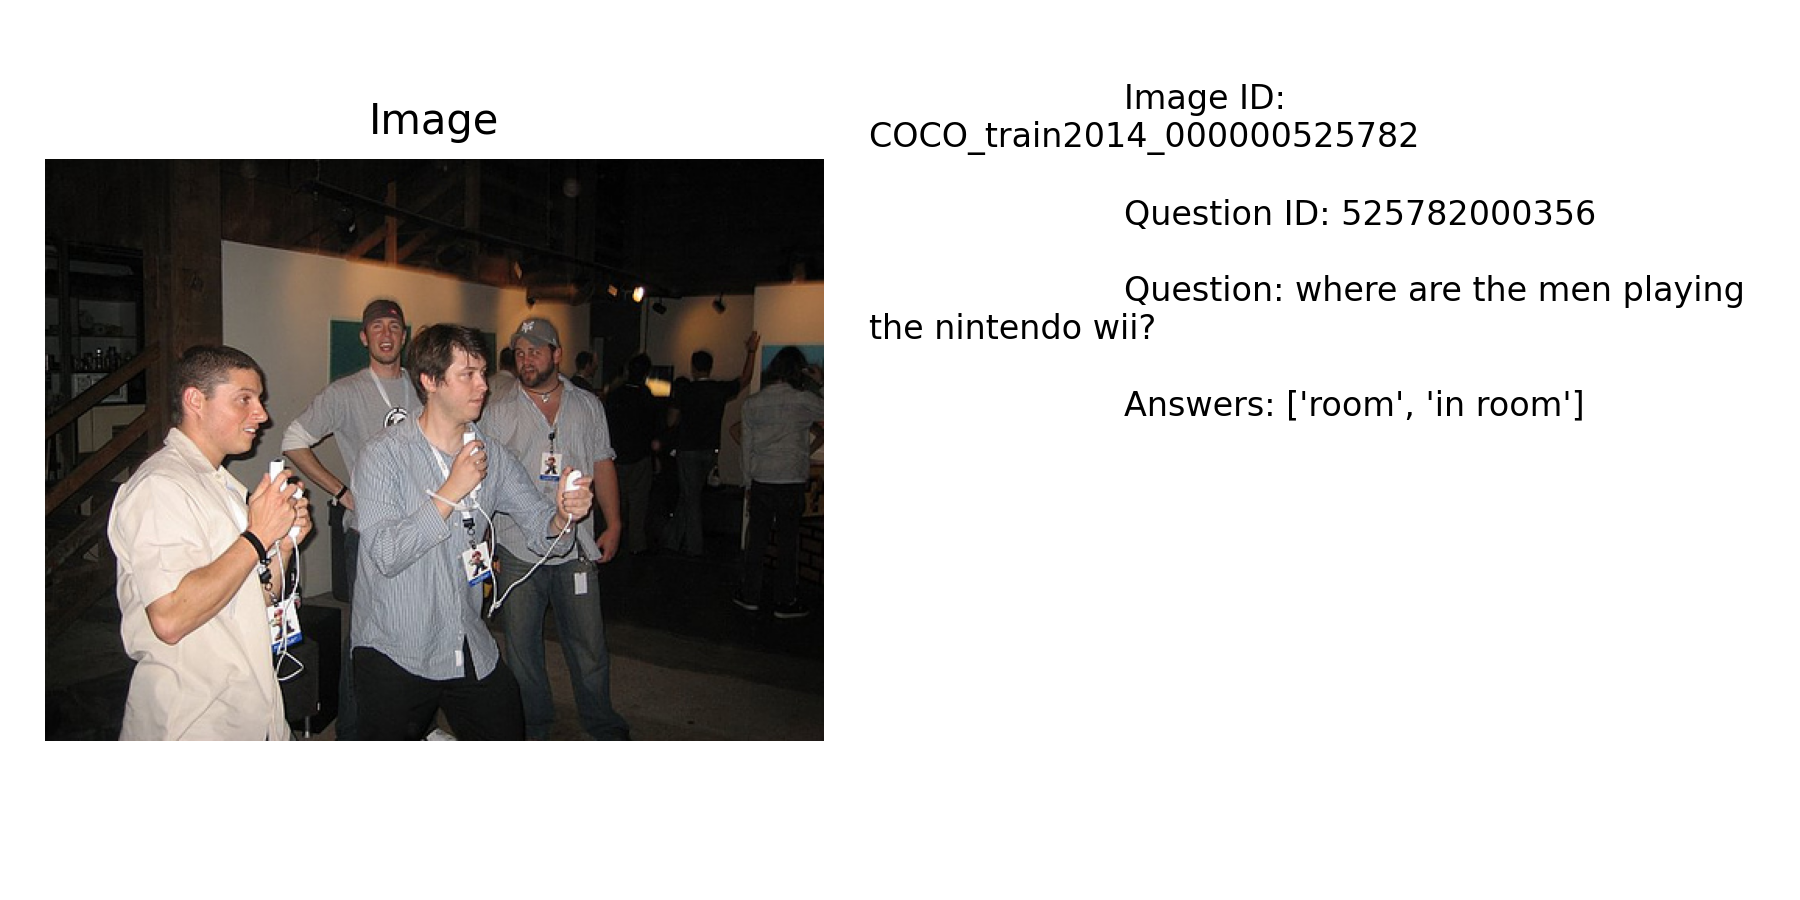 Image
Image ID:
COCO_train2014_000000525782
Question ID: 525782000356
Question: where are the men playing
the nintendo wii?
Answers: ['room', 'in room']